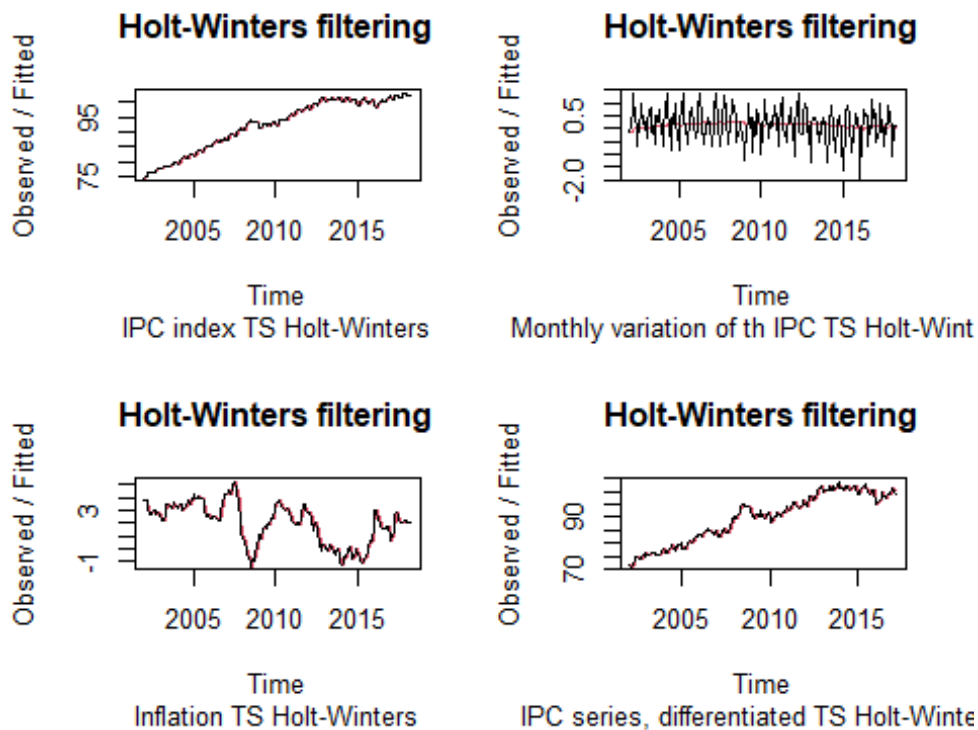 Holt-Winters filtering
Observed / Fitted
95
75
2005 2010 2015
Time
IPC index TS Holt-Winters
Holt-Winters filtering
Observed / Fitted
0.5
-2.0
2005 2010 2015
Time
Monthly variation of th IPC TS Holt-Wint
Holt-Winters filtering
Observed / Fitted
3
-1
2005 2010 2015
Time
Inflation TS Holt-Winters
Holt-Winters filtering
Observed / Fitted
90
70
2005 2010 2015
Time
IPC series, differentiated TS Holt-Winte